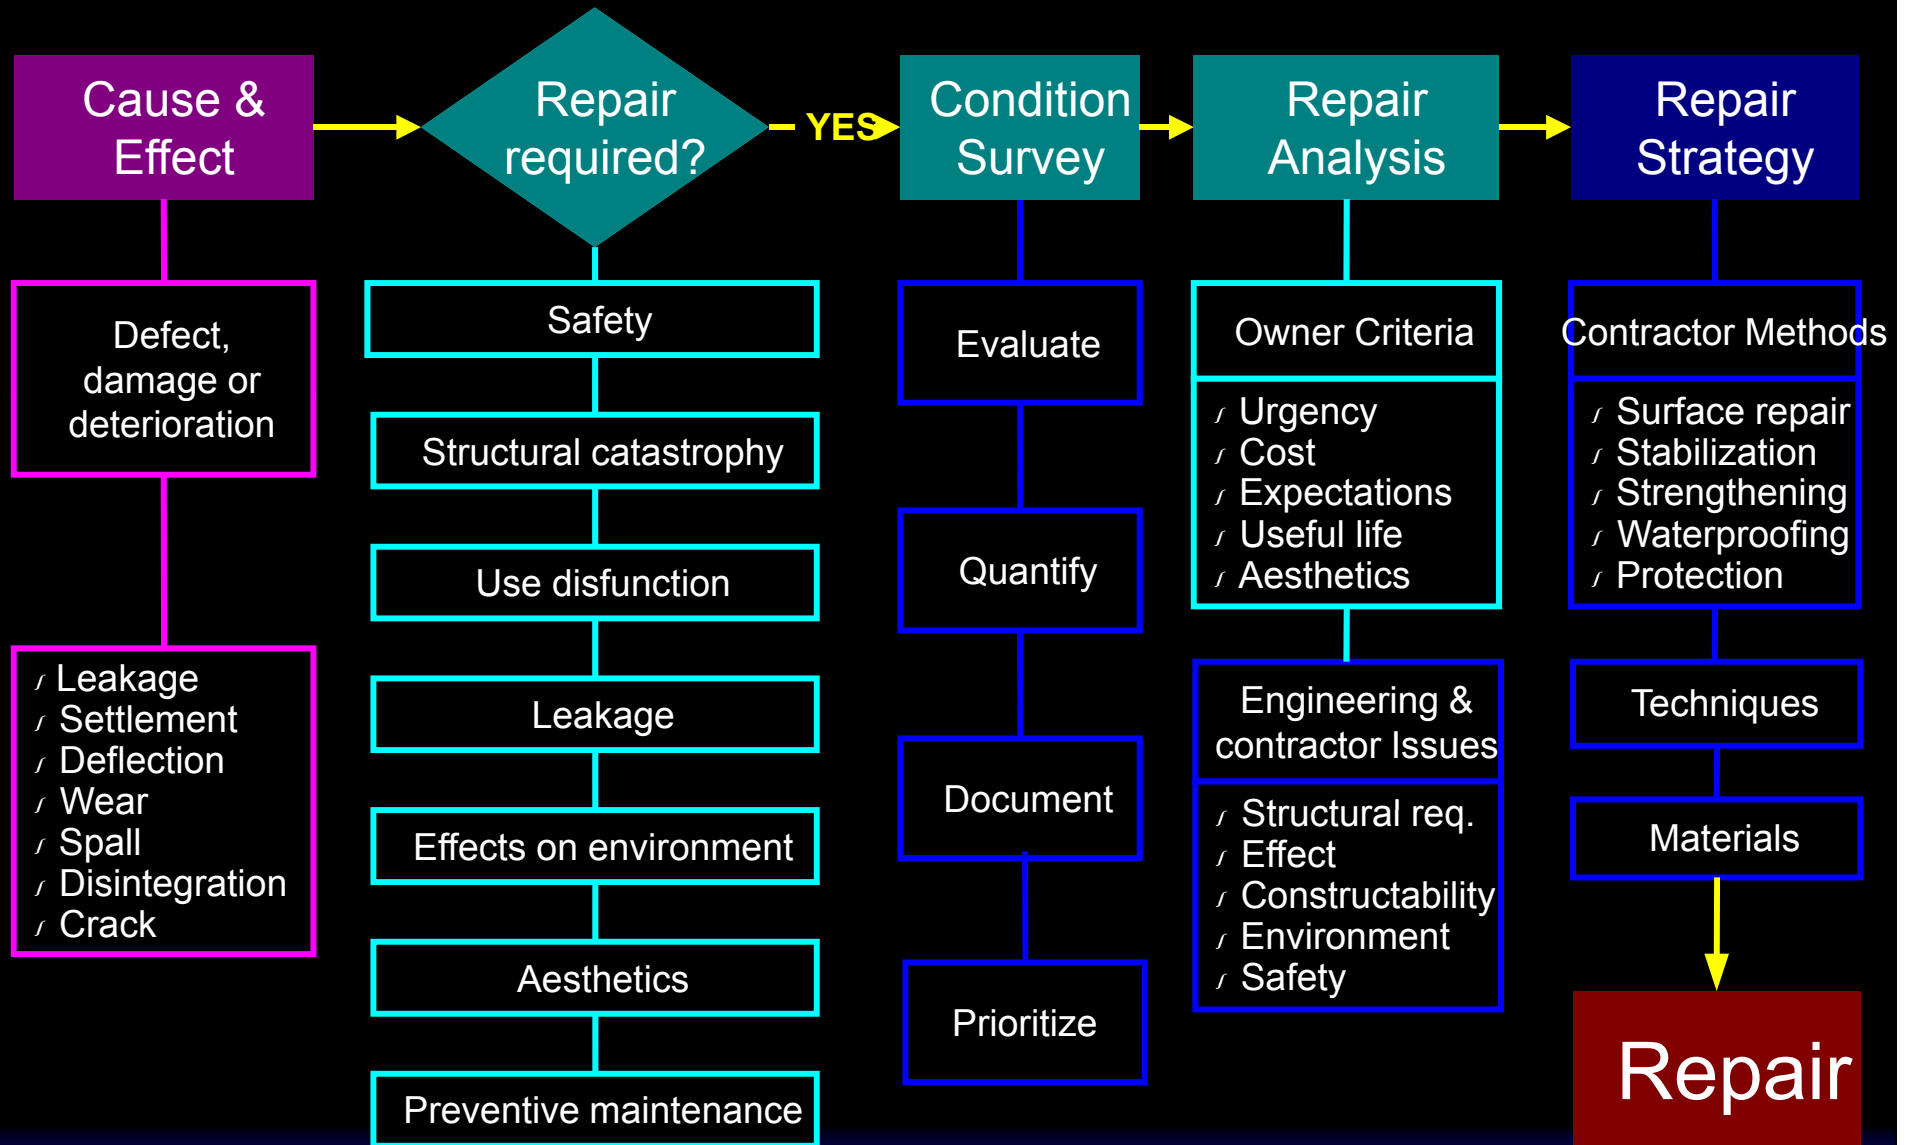 Cause &
Effect
Repair
required?
YES
Condition
Survey
Repair
Analysis
Repair
Strategy
Defect,
damage or
deterioration
Leakage
Settlement
Deflection
Wear
Spall
Disintegration
Crack
Safety
Structural catastrophy
Use disfunction
Leakage
Effects on environment
Aesthetics
Preventive maintenance
Evaluate
Quantify
Document
Prioritize
Owner Criteria
Urgency
Cost
Expectations
Useful life
Aesthetics
Engineering &
contractor Issues
Structural req.
Effect
Constructability
Environment
Safety
Contractor Methods
Surface repair
Stabilization
Strengthening
Waterproofing
Protection
Techniques
Materials
Repair